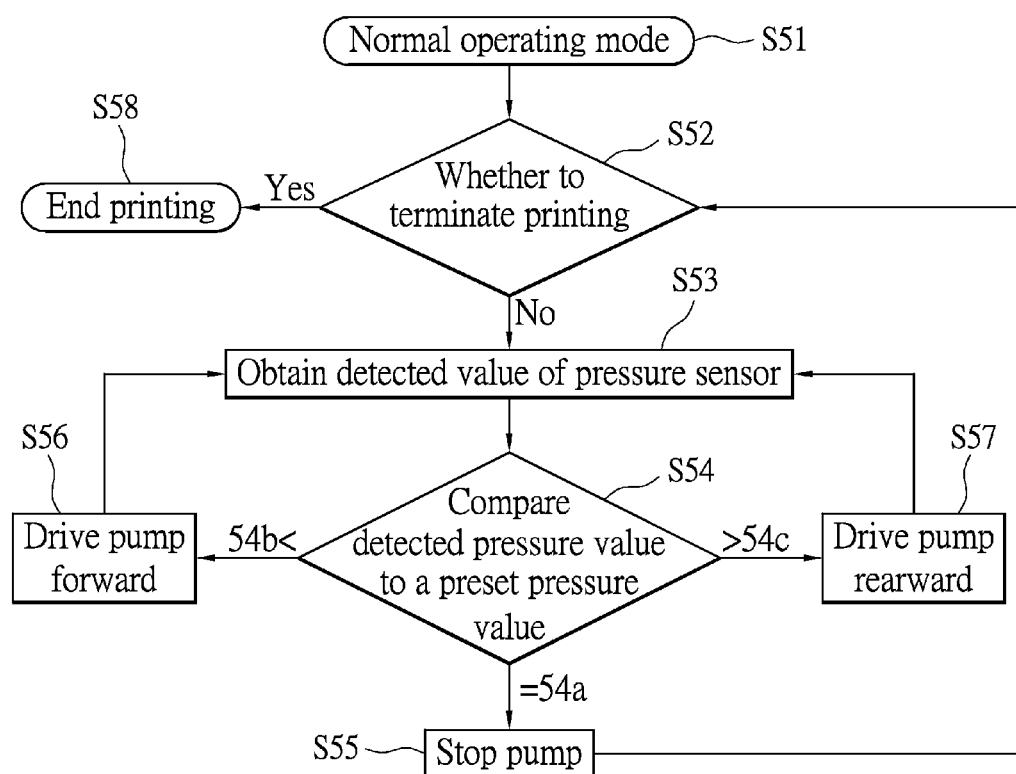 Normal operating mode
S51
S58
S52
Whether to
terminate printing
Yes
End printing
No
S53
Obtain detected value of pressure sensor
S56
S54
S57
Compare
detected pressure value
to a preset pressure
value
54b<
>54c
Drive pump
forward
Drive pump
rearward
=54a
S55
Stop pump